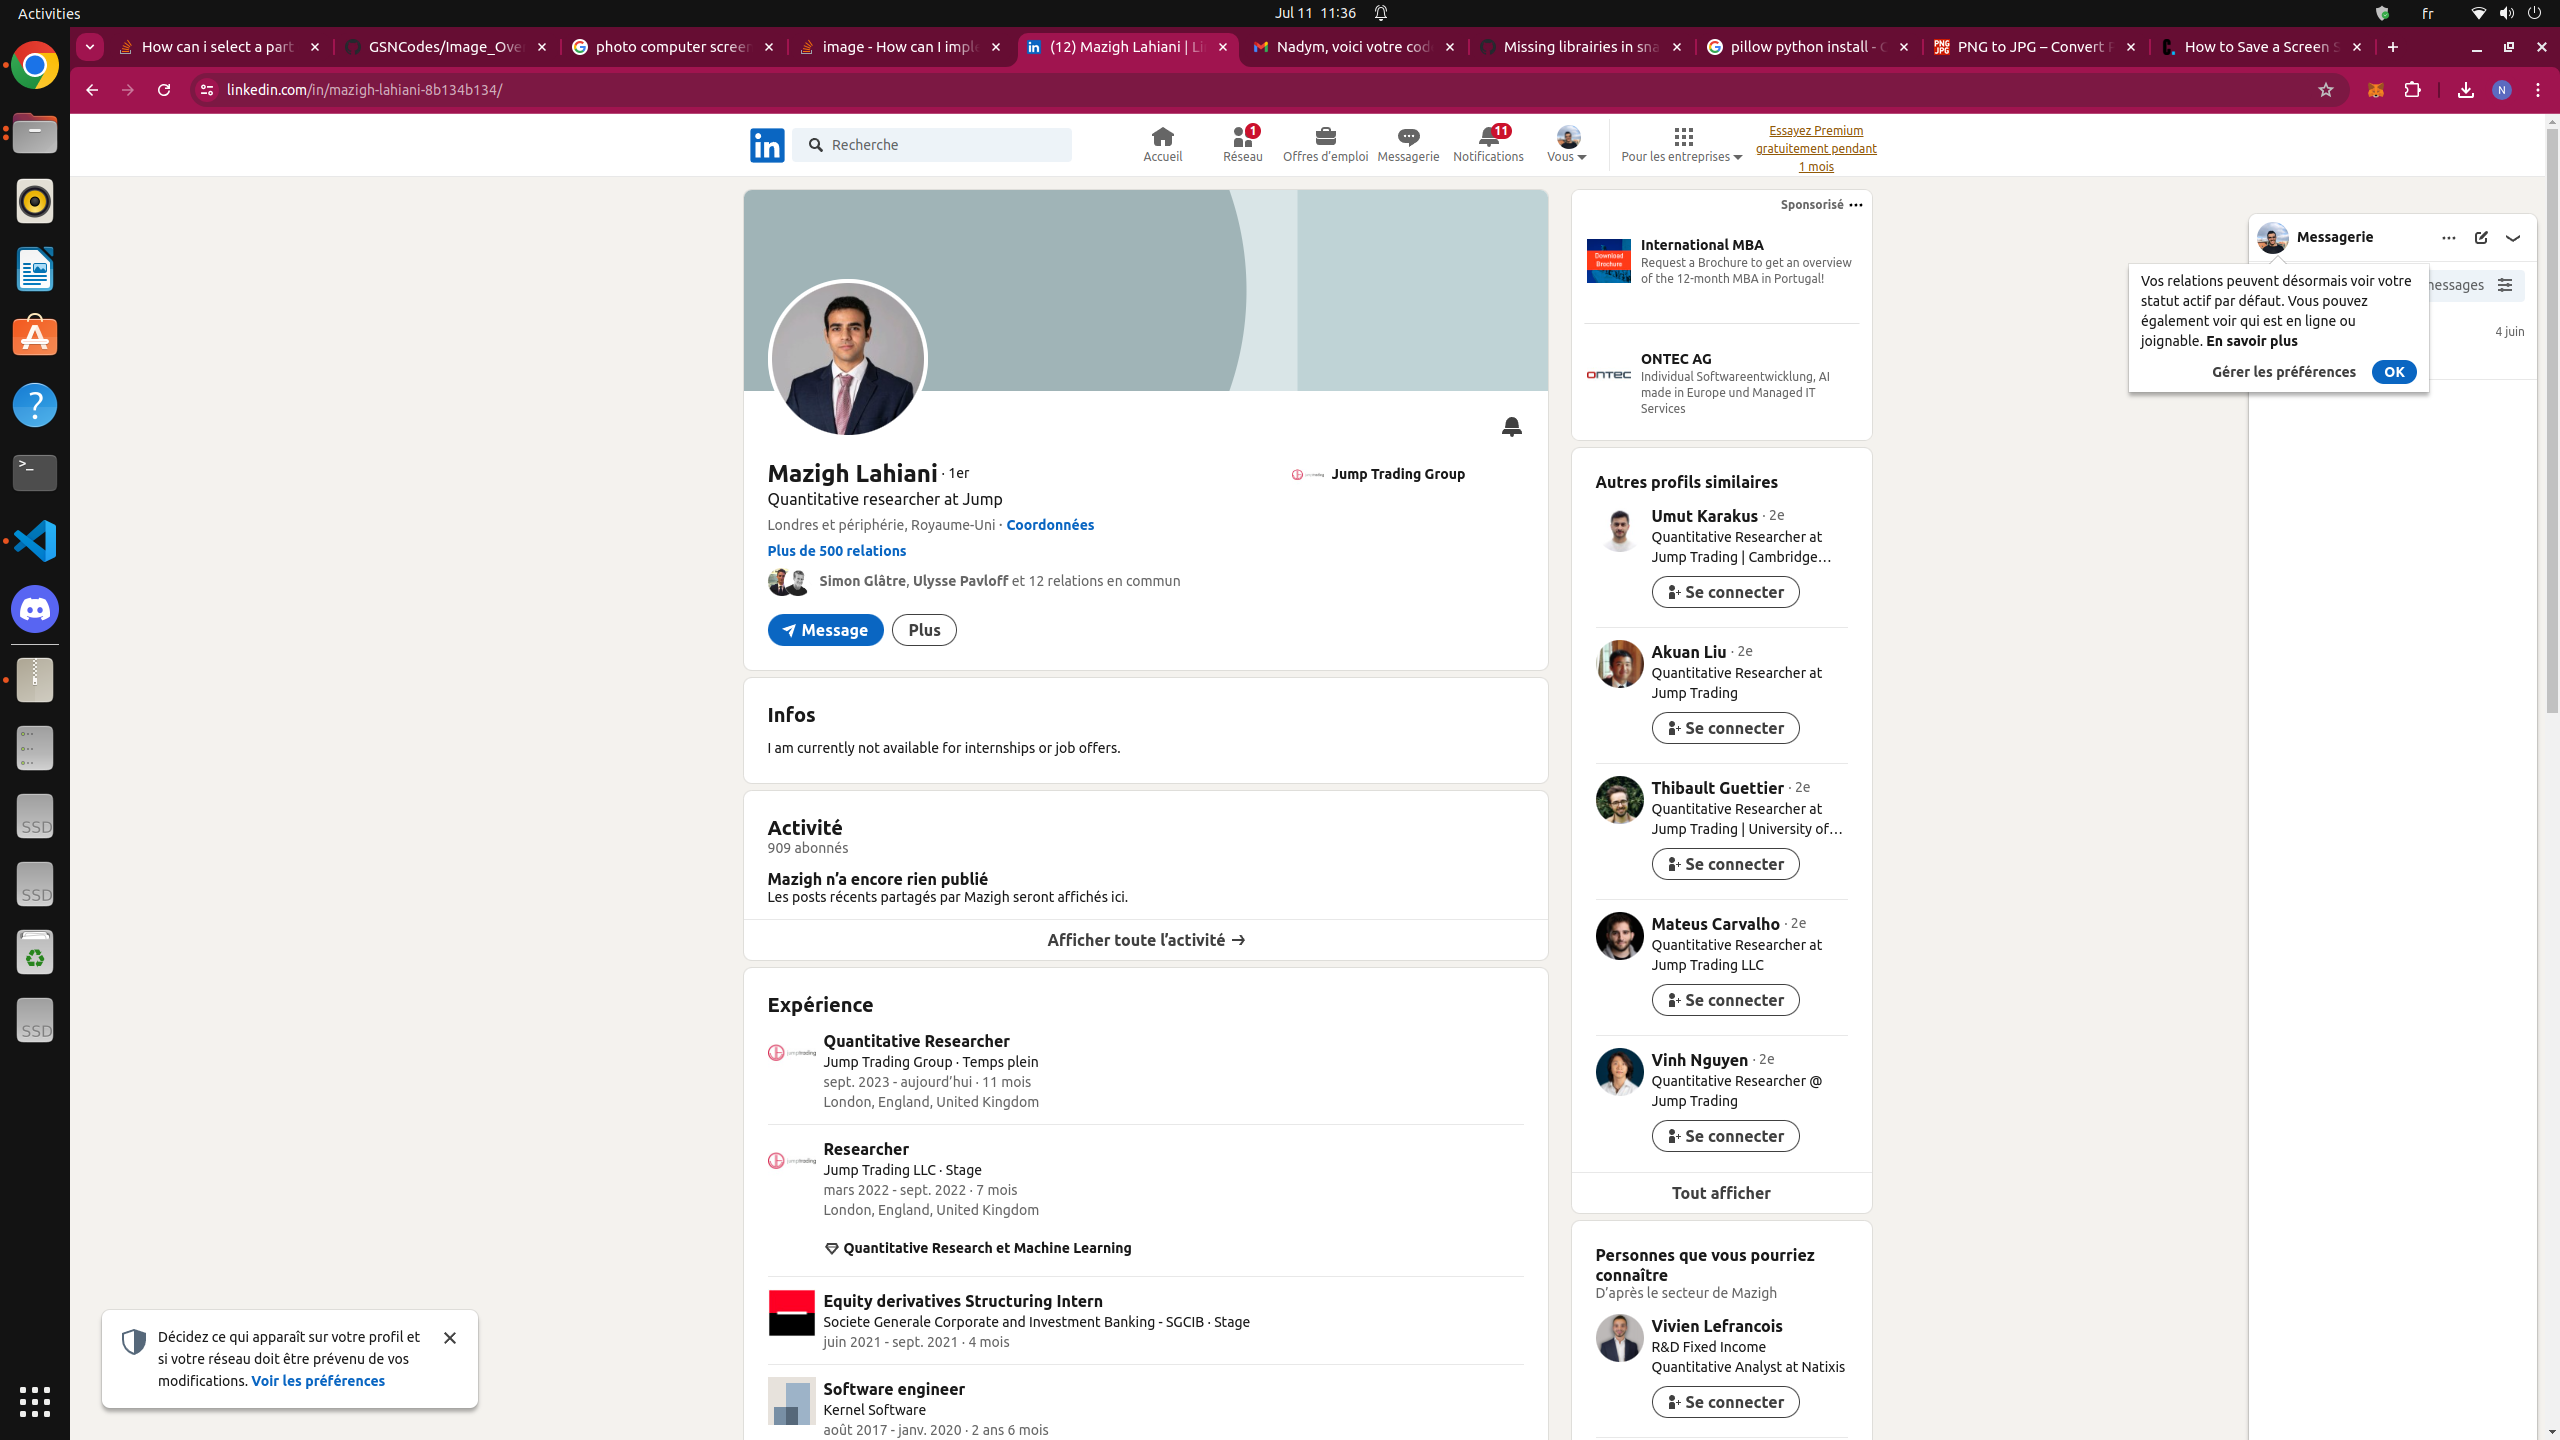 Activities
Jul 11 11:36
fr
How can i select a part
GSNCodes/Image_Ove
photo computer screen
image - How can I imple
(12) Mazigh Lahiani | Li
Nadym, voici votre cod
Missing librairies in sna
pillow python install - G
PNG to JPG – Convert P
How to Save a Screen S
linkedin.com/in/mazigh-lahiani-8b134b134/
N
in
Recherche
Accueil
1
Réseau
Offres d’emploi
Messagerie
11
Notifications
Vous
Pour les entreprises
Essayez Premium
gratuitement pendant
1 mois
Mazigh Lahiani · 1er
Quantitative researcher at Jump
Londres et périphérie, Royaume-Uni · Coordonnées
Plus de 500 relations
Simon Glâtre, Ulysse Pavloff et 12 relations en commun
Message
Plus
Jump Trading Group
Infos
I am currently not available for internships or job offers.
Activité
909 abonnés
Mazigh n’a encore rien publié
Les posts récents partagés par Mazigh seront affichés ici.
Afficher toute l’activité →
Expérience
Quantitative Researcher
Jump Trading Group · Temps plein
sept. 2023 - aujourd’hui · 11 mois
London, England, United Kingdom
Researcher
Jump Trading LLC · Stage
mars 2022 - sept. 2022 · 7 mois
London, England, United Kingdom
Quantitative Research et Machine Learning
Equity derivatives Structuring Intern
Societe Generale Corporate and Investment Banking - SGCIB · Stage
juin 2021 - sept. 2021 · 4 mois
Software engineer
Kernel Software
août 2017 - janv. 2020 · 2 ans 6 mois
Sponsorisé
Download
Brochure
International MBA
Request a Brochure to get an overview
of the 12-month MBA in Portugal!
ONTEC
ONTEC AG
Individual Softwareentwicklung, AI
made in Europe und Managed IT
Services
Autres profils similaires
Umut Karakus · 2e
Quantitative Researcher at
Jump Trading | Cambridge…
Se connecter
Akuan Liu · 2e
Quantitative Researcher at
Jump Trading
Se connecter
Thibault Guettier · 2e
Quantitative Researcher at
Jump Trading | University of…
Se connecter
Mateus Carvalho · 2e
Quantitative Researcher at
Jump Trading LLC
Se connecter
Vinh Nguyen · 2e
Quantitative Researcher @
Jump Trading
Se connecter
Tout afficher
Personnes que vous pourriez
connaître
D’après le secteur de Mazigh
Vivien Lefrancois
R&D Fixed Income
Quantitative Analyst at Natixis
Se connecter
Messagerie
messages
4 juin
Vos relations peuvent désormais voir votre
statut actif par défaut. Vous pouvez
également voir qui est en ligne ou
joignable. En savoir plus
Gérer les préférences
OK
Décidez ce qui apparaît sur votre profil et
si votre réseau doit être prévenu de vos
modifications. Voir les préférences
SSD
SSD
SSD